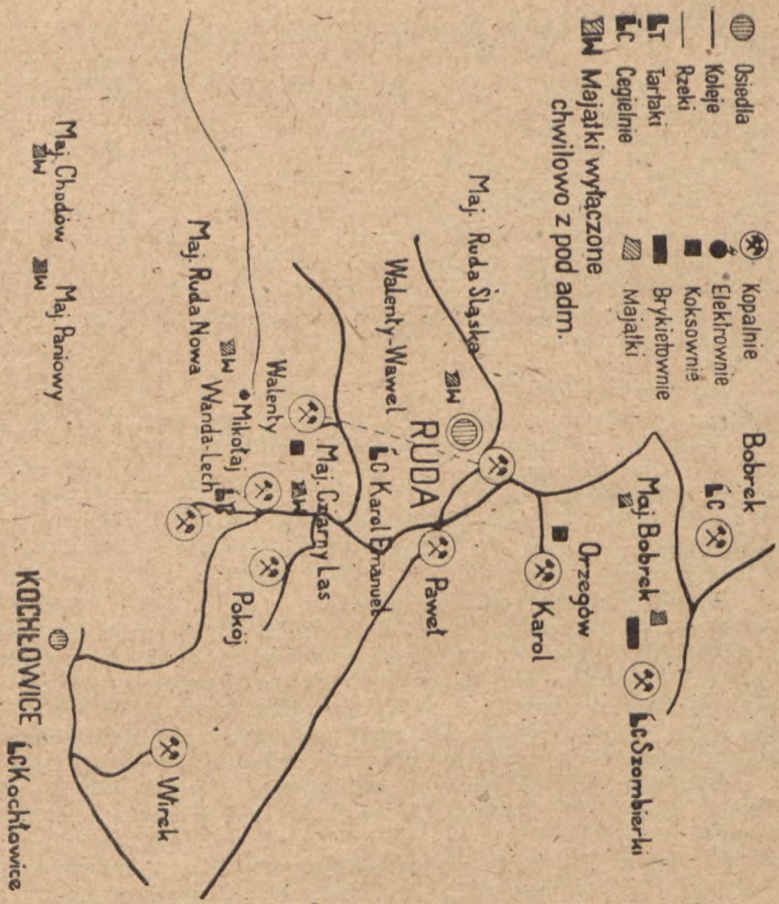 Osiedla
Koleje
Rzeki
T Tartaki
C Cegielnie
W Majątki wyłączone
chwilowo z pod adm.
Kopalnie
Elektrownie
Koksownie
Brykietownie
Majątki
Bobrek
C
Maj. Bobrek
C Szombierki
Orzegów
Karol
Maj. Ruda Śląska
W
RUDA
Walenty-Wawel
Paweł
C Karol Emanuel
Maj. Czarny Las
W
Walenty
Mikołaj
W
Wanda-Lech
Maj. Ruda Nowa
Pokój
Wirek
Maj. Chodów
W
Maj Paniowy
W
KOCHŁOWICE
C Kochłowice